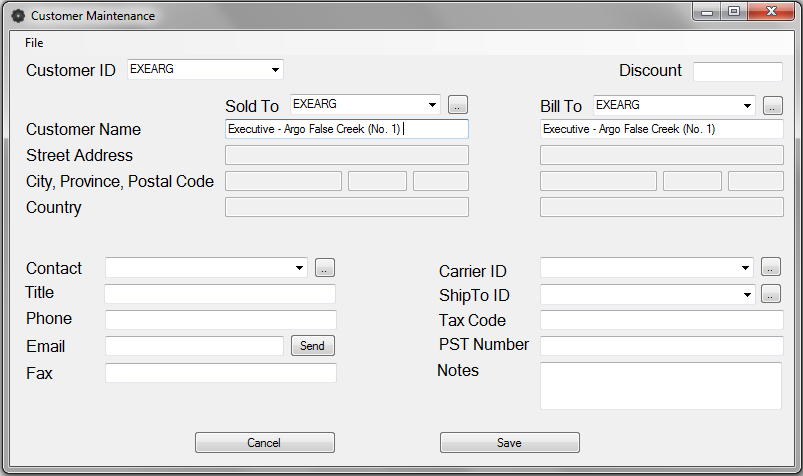 Customer Maintenance
File
Customer ID EXEARG Discount
Sold To EXEARG .. Bill To EXEARG ..
Customer Name Executive - Argo False Creek (No. 1) Executive - Argo False Creek (No. 1)
Street Address
City, Province, Postal Code
Country
Contact .. Carrier ID ..
Title ShipTo ID ..
Phone Tax Code
Email Send PST Number
Fax Notes
Cancel Save